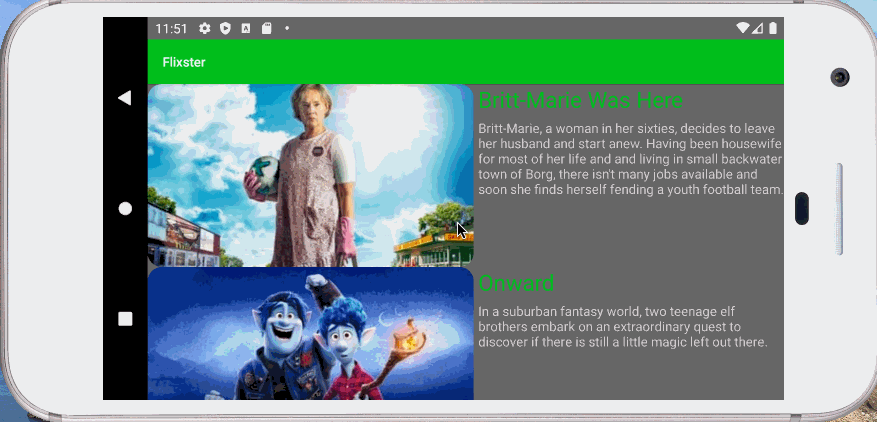 11:51
Flixster
Britt-Marie Was Here
Britt-Marie, a woman in her sixties, decides to leave
her husband and start anew. Having been housewife
for most of her life and and living in small backwater
town of Borg, there isn't many jobs available and
soon she finds herself fending a youth football team.
Onward
In a suburban fantasy world, two teenage elf
brothers embark on an extraordinary quest to
discover if there is still a little magic left out there.